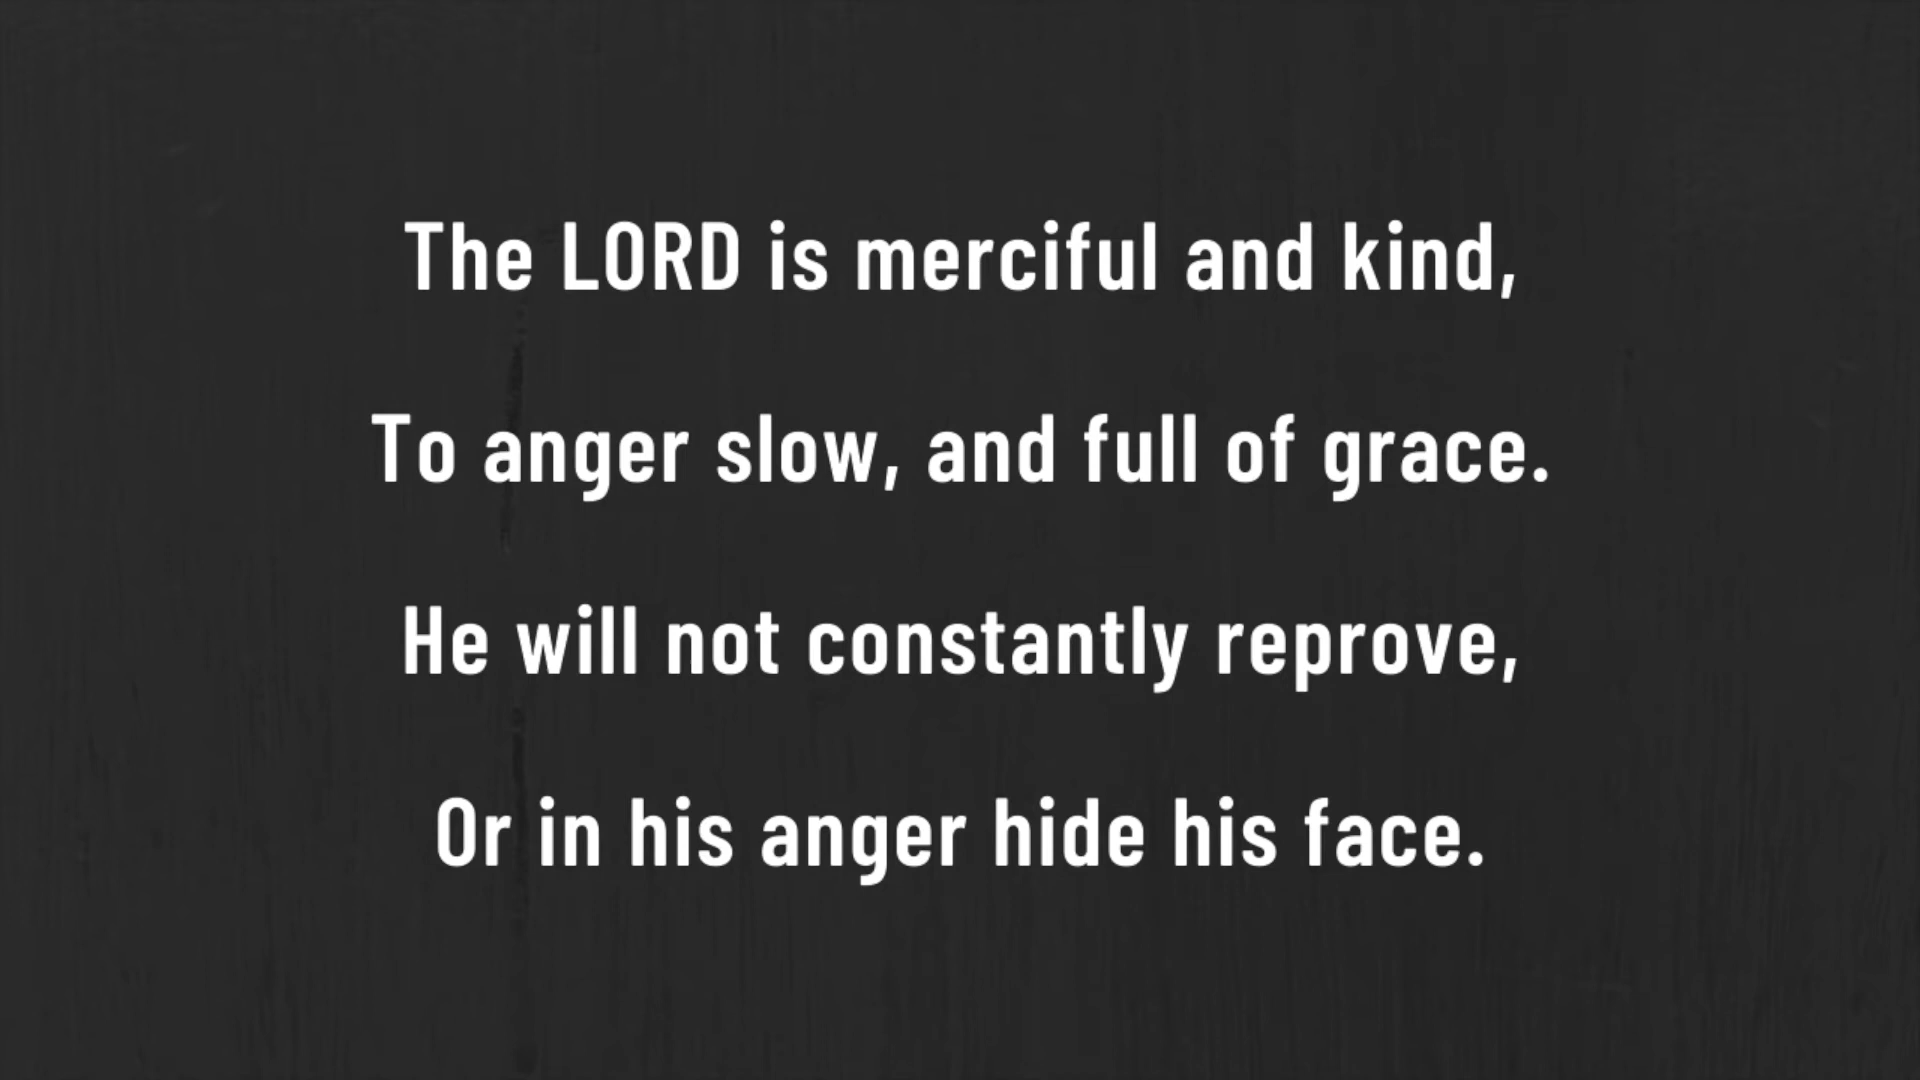 The LORD is merciful and kind,
To anger slow, and full of grace.
He will not constantly reprove,
Or in his anger hide his face.